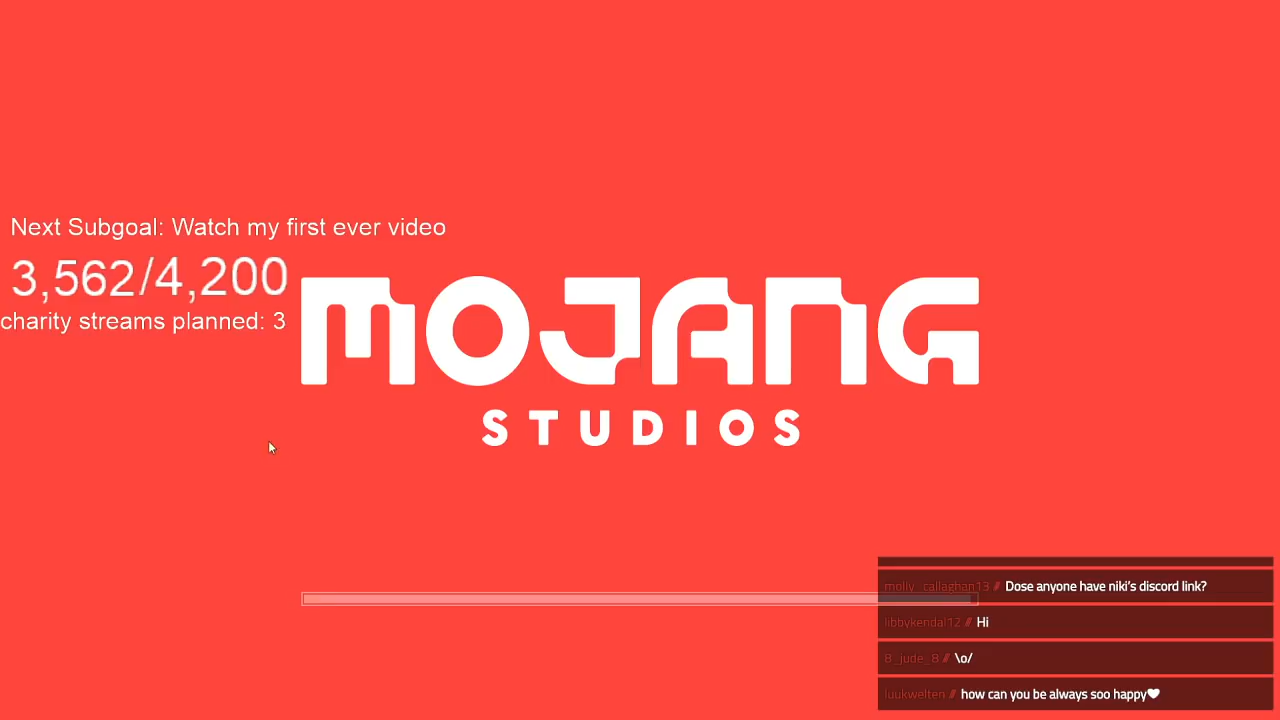 Next Subgoal: Watch my first ever video
3,562/4,200
charity streams planned: 3
MOJANG
STUDIOS
molly_callaghan13 // Dose anyone have niki's discord link?
libbykendal12 // Hi
8_jude_8 // \o/
luukwelten // how can you be always soo happy♥